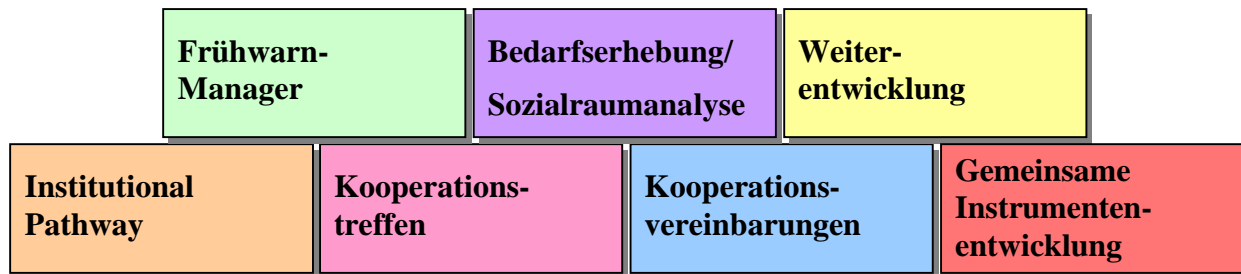 Frühwarn-
Manager
Bedarfserhebung/
Sozialraumanalyse
Weiter-
entwicklung
Institutional
Pathway
Kooperations-
treffen
Kooperations-
vereinbarungen
Gemeinsame
Instrumenten-
entwicklung